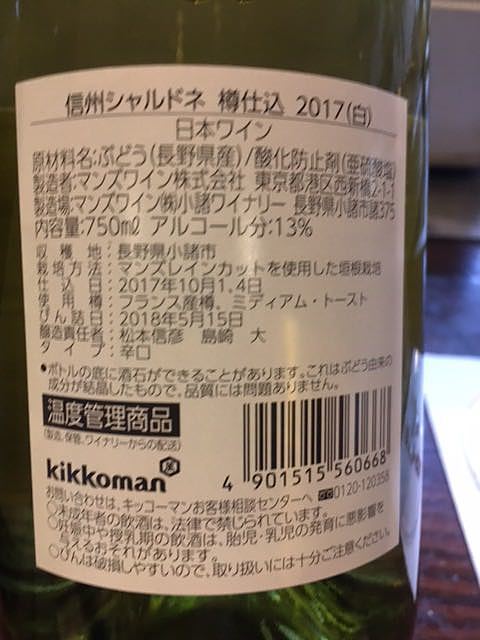 信州シャルドネ 樽仕込 2017(白)
日本ワイン
原材料名:ぶどう(長野県産)/酸化防止剤(亜硫酸塩)
製造者:マンズワイン株式会社 東京都港区西新橋2-1-1
製造場:マンズワイン㈱小諸ワイナリー 長野県小諸市諸375
内容量:750㎖ アルコール分:13%
収穫地:長野県小諸市
栽培方法:マンズレインカットを使用した垣根栽培
仕込日:2017年10月1、4日
使用樽:フランス産樽、ミディアム・トースト
びん詰日:2018年5月15日
醸造責任者:松本信彦 島崎 大
タイプ:辛口
●ボトルの底に酒石ができることがあります。これはぶどう由来の
成分が結晶したもので、品質には問題ありません。
温度管理商品
(製造、保管、ワイナリーからの配送)
kikkoman
4 901515 560668
お問い合わせは、キッコーマンお客様相談センターへ 0120-120358
○未成年者の飲酒は、法律で禁じられています。
○妊娠中や授乳期の飲酒は、胎児・乳児の発育に悪影響を
与えるおそれがあります。
○びんは破損しやすいので、取り扱いには十分ご注意ください。